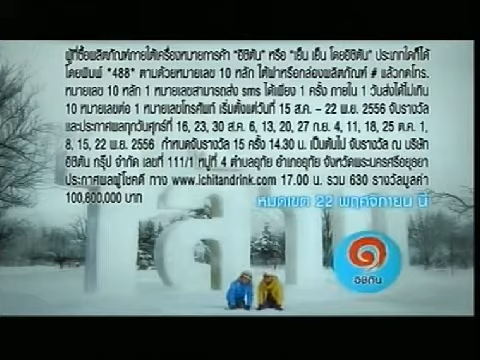 ผู้ที่ซื้อผลิตภัณฑ์ภายใต้เครื่องหมายการค้า "อิชิตัน" หรือ "เย็น เย็น โดยอิชิตัน" ประเภทใดก็ได้
โดยพิมพ์ *488* ตามด้วยหมายเลข 10 หลัก ใต้ฝาหรือกล่องผลิตภัณฑ์ # แล้วกดโทร.
หมายเลข 10 หลัก 1 หมายเลขสามารถส่ง sms ได้เพียง 1 ครั้ง ภายใน 1 วันส่งได้ไม่เกิน
10 หมายเลขต่อ 1 หมายเลขโทรศัพท์ เริ่มตั้งแต่วันที่ 15 ส.ค. – 22 พ.ย. 2556 จับรางวัล
และประกาศผลทุกวันศุกร์ที่ 16, 23, 30 ส.ค. 6, 13, 20, 27 ก.ย. 4, 11, 18, 25 ต.ค. 1,
8, 15, 22 พ.ย. 2556 กำหนดจับรางวัล 15 ครั้ง 14.30 น. เป็นต้นไป จับรางวัล ณ บริษัท
อิชิตัน กรุ๊ป จำกัด เลขที่ 111/1 หมู่ที่ 4 ตำบลอุทัย อำเภออุทัย จังหวัดพระนครศรีอยุธยา
ประกาศผลผู้โชคดี ทาง www.ichitandrink.com 17.00 น. รวม 630 รางวัลมูลค่า
100,800,000 บาท
หมดเขต 22 พฤศจิกายน นี้
อิชิตัน